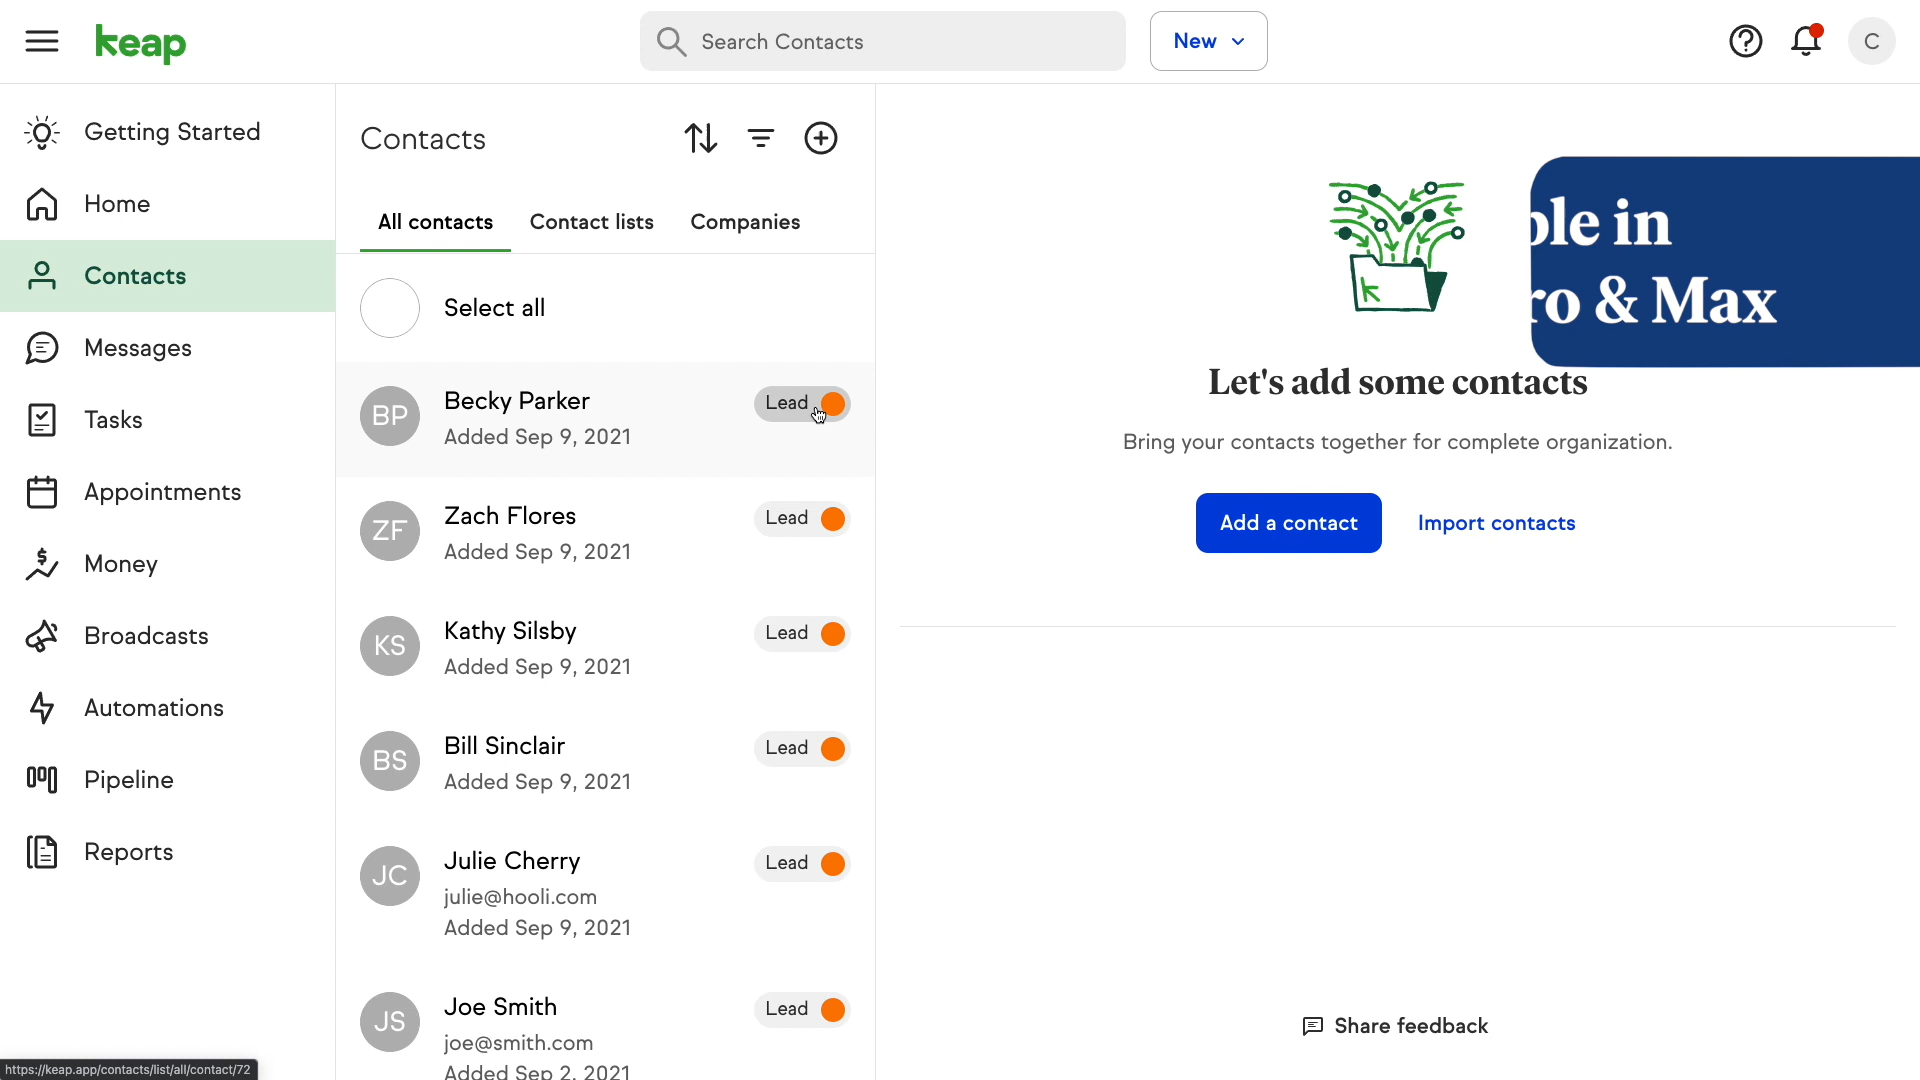 keap
Search Contacts
New
C
Getting Started
Home
Contacts
Messages
Tasks
Appointments
Money
Broadcasts
Automations
Pipeline
Reports
Contacts
All contacts
Contact lists
Companies
Select all
BP
Becky Parker
Added Sep 9, 2021
Lead
ZF
Zach Flores
Added Sep 9, 2021
Lead
KS
Kathy Silsby
Added Sep 9, 2021
Lead
BS
Bill Sinclair
Added Sep 9, 2021
Lead
JC
Julie Cherry
julie@hooli.com
Added Sep 9, 2021
Lead
JS
Joe Smith
joe@smith.com
Added Sep 2, 2021
Lead
in
& Max
Let's add some contacts
Bring your contacts together for complete organization.
Add a contact
Import contacts
Share feedback
https://keap.app/contacts/list/all/contact/72